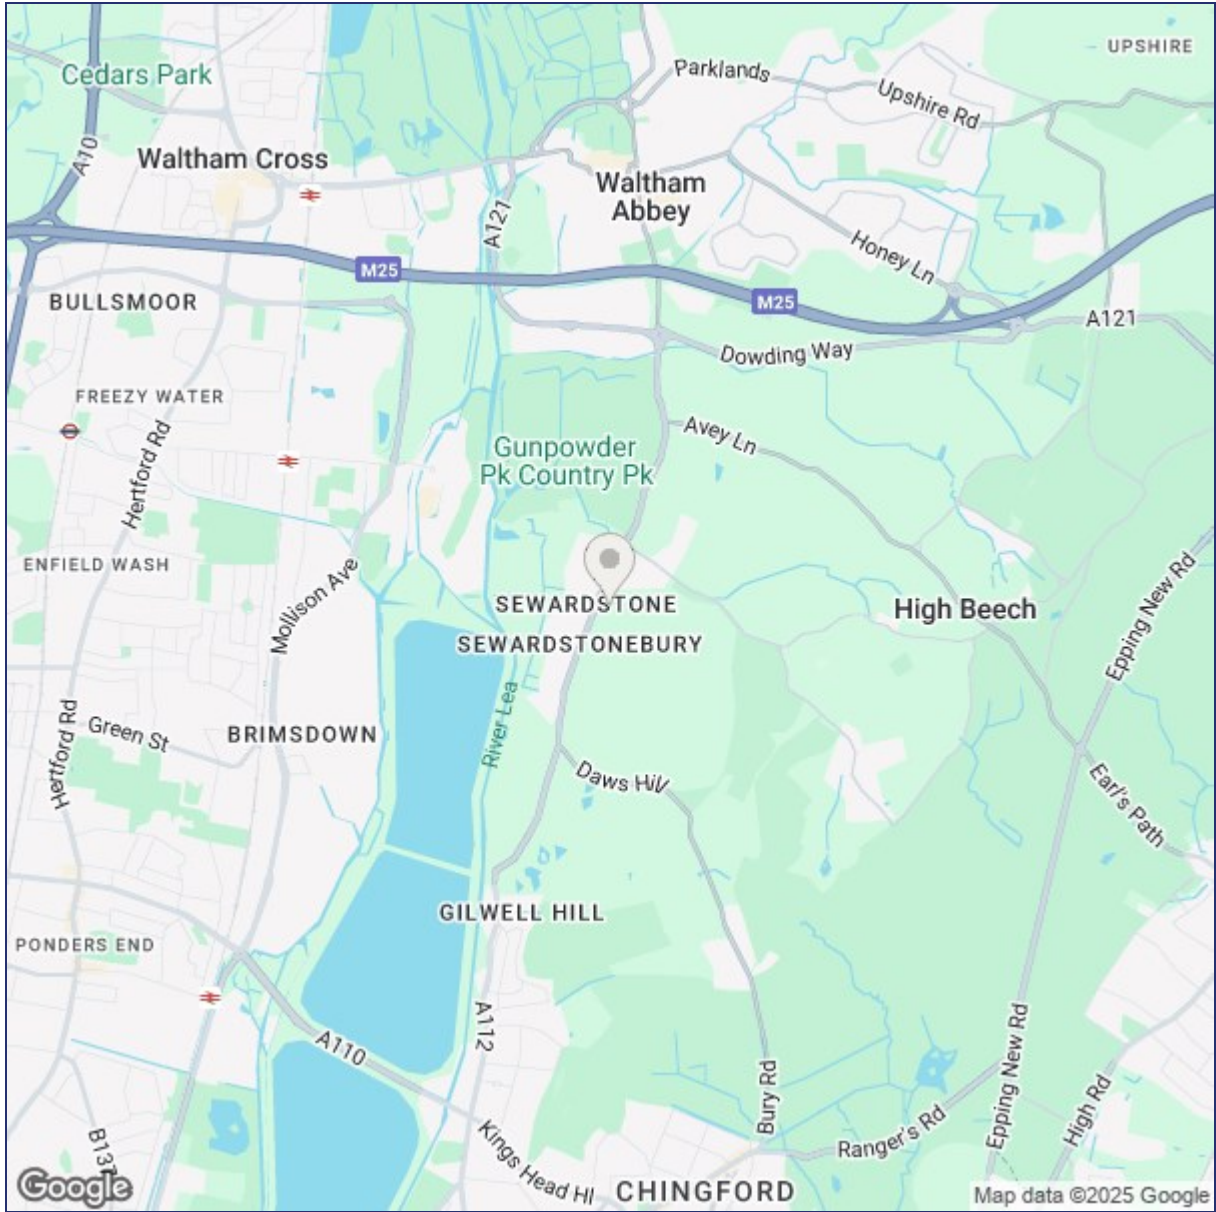 UPSHIRE
Cedars Park
Parklands
Upshire Rd
A10
Waltham Cross
Waltham
Abbey
A121
Honey Ln
M25
BULLSMOOR
M25
A121
Dowding Way
FREEZY WATER
Avey Ln
Gunpowder
Pk Country Pk
Hertford Rd
ENFIELD WASH
Mollison Ave
SEWARDSTONE
High Beech
Epping New Rd
SEWARDSTONEBURY
River Lea
Hertford Rd
Green St
BRIMSDOWN
Daws Hill
Earl's Path
GILWELL HILL
PONDERS END
A112
A110
Epping New Rd
Bury Rd
High Rd
Ranger's Rd
Kings Head Hl
CHINGFORD
Google
Map data ©2025 Google